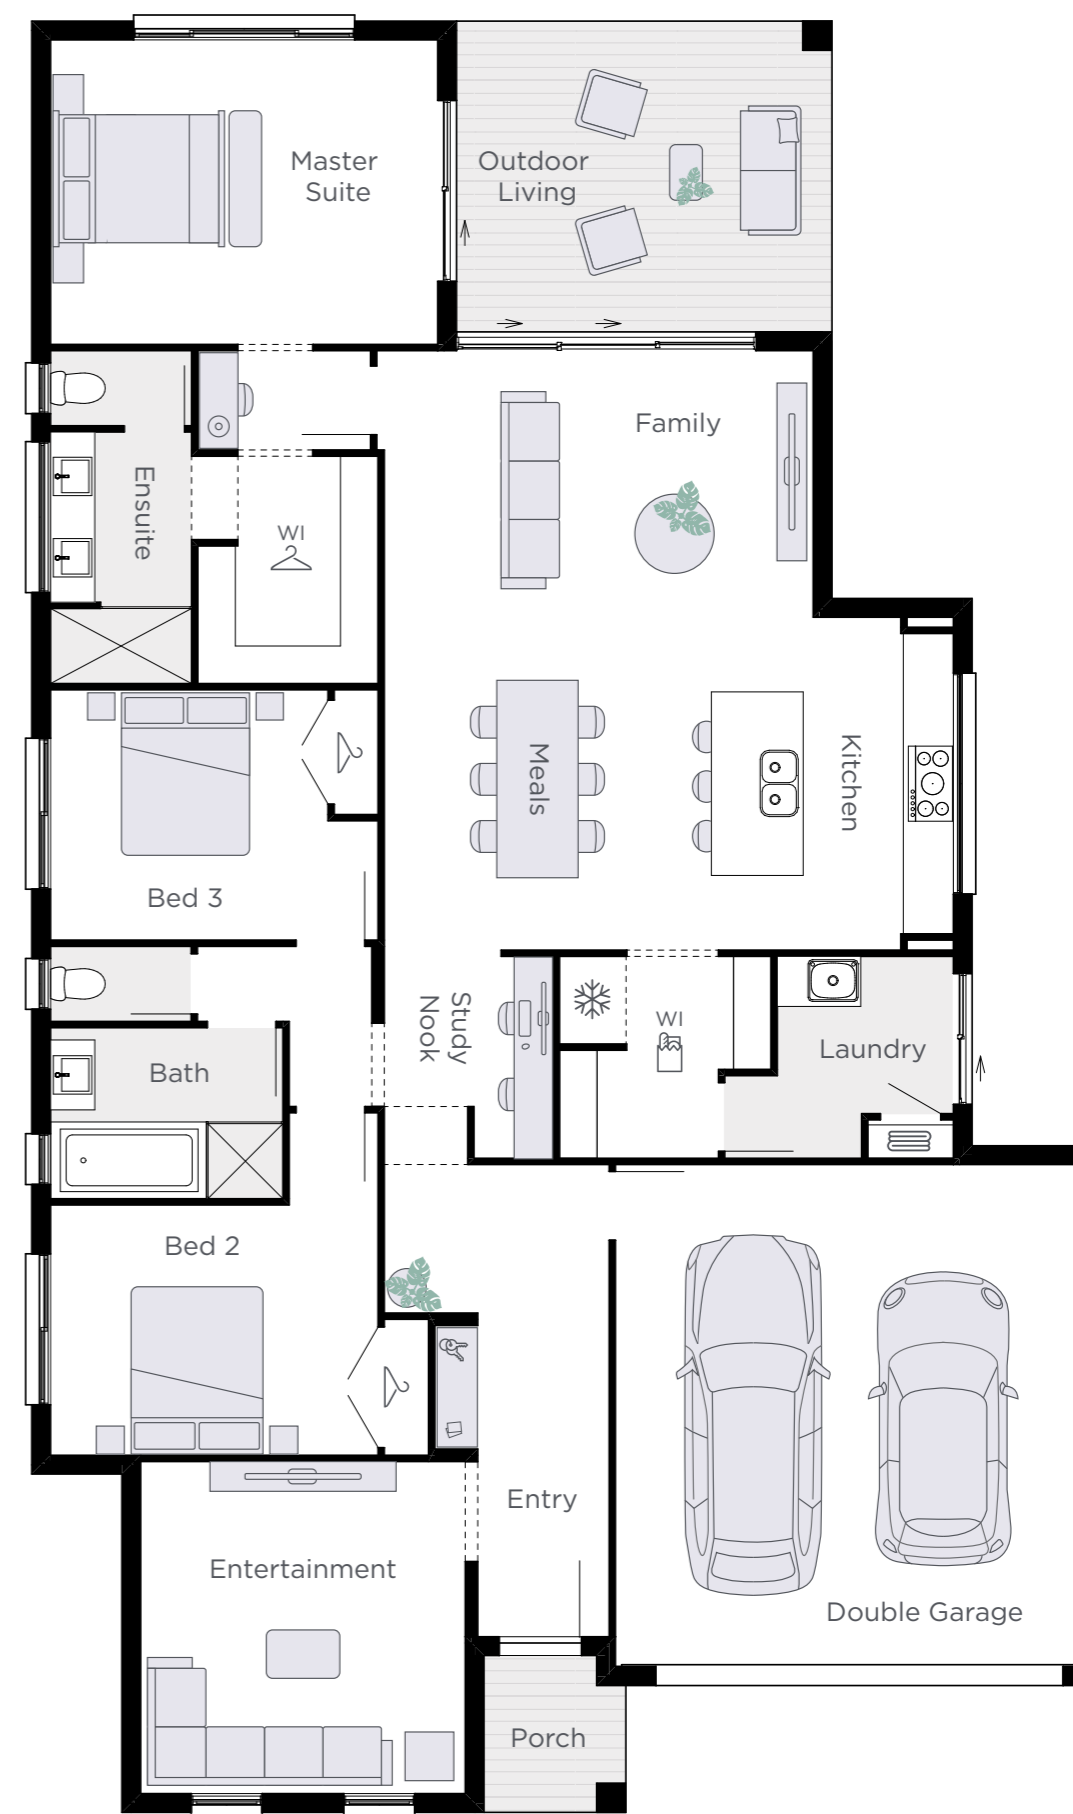 Master
Suite
Outdoor
Living
Family
Ensuite
WI
Meals
Kitchen
Bed 3
Study
Nook
WI
Laundry
Bath
Bed 2
Entry
Entertainment
Double Garage
Porch